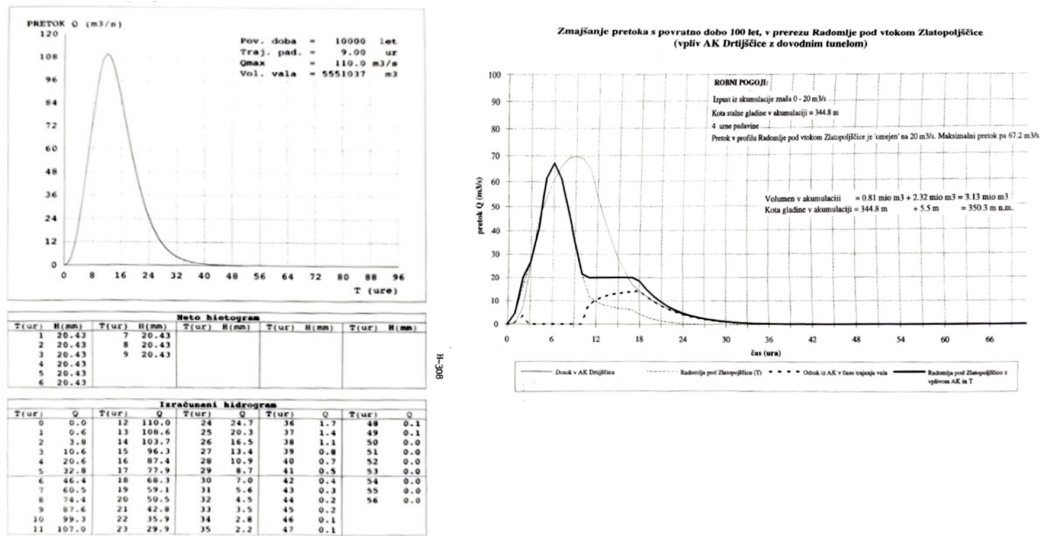 PRETOK Q (m3/s)
120
108
96
84
72
60
48
36
24
12
0
0 8 16 24 32 40 48 56 64 72 80 88 96
T (ure)
Pov. doba = 10000 let
Traj. pad. = 9.00 ur
Qmax = 110.0 m3/s
Vol. vala = 5551037 m3
Neto histogram
T(ur) H(mm) T(ur) H(mm) T(ur) H(mm) T(ur) H(mm) T(ur) H(mm)
1 20.43 7 20.43
2 20.43 8 20.43
3 20.43 9 20.43
4 20.43
5 20.43
6 20.43
H-308
Izračunani hidrogram
T(ur) Q T(ur) Q T(ur) Q T(ur) Q T(ur) Q
0 0.0 12 110.0 24 24.7 36 1.7 48 0.1
1 0.6 13 108.6 25 20.3 37 1.4 49 0.1
2 3.8 14 103.7 26 16.5 38 1.1 50 0.0
3 10.6 15 96.3 27 13.4 39 0.8 51 0.0
4 20.6 16 87.4 28 10.9 40 0.7 52 0.0
5 32.8 17 77.9 29 8.7 41 0.5 53 0.0
6 46.4 18 68.3 30 7.0 42 0.4 54 0.0
7 60.5 19 59.1 31 5.6 43 0.3 55 0.0
8 74.4 20 50.5 32 4.5 44 0.2 56 0.0
9 87.6 21 42.8 33 3.5 45 0.2
10 99.3 22 35.9 34 2.8 46 0.1
11 107.0 23 29.9 35 2.2 47 0.1
Zmajšanje pretoka s povratno dobo 100 let, v prerezu Radomlje pod vtokom Zlatopoljščice
(vpliv AK Drtijščice z dovodnim tunelom)
100
90
80
70
60
50
40
30
20
10
0
pretok Q (m3/s)
0 6 12 18 24 30 36 42 48 54 60 66
čas (ura)
ROBNI POGOJI:
Izpust iz akumulacije znaša 0 - 20 m3/s
Kota stalne gladine v akumulaciji = 344.8 m
4 urne padavine
Pretok v profilu Radomlje pod vtokom Zlatopoljščice je 'omejen' na 20 m3/s. Maksimalni pretok pa 67.2 m3/s
Volumen v akumulaciji = 0.81 mio m3 + 2.32 mio m3 = 3.13 mio m3
Kota gladine v akumulaciji = 344.8 m + 5.5 m = 350.3 m n.m.
Dotok v AK Drtijščica
Radomlje pod Zlatopoljščico (T)
Odtok iz AK v času trajanja vala
Radomlje pod Zlatopoljščico z
vplivom AK in T